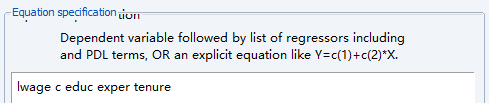 Equation specification
Dependent variable followed by list of regressors including
and PDL terms, OR an explicit equation like Y=c(1)+c(2)*X.
lwage c educ exper tenure